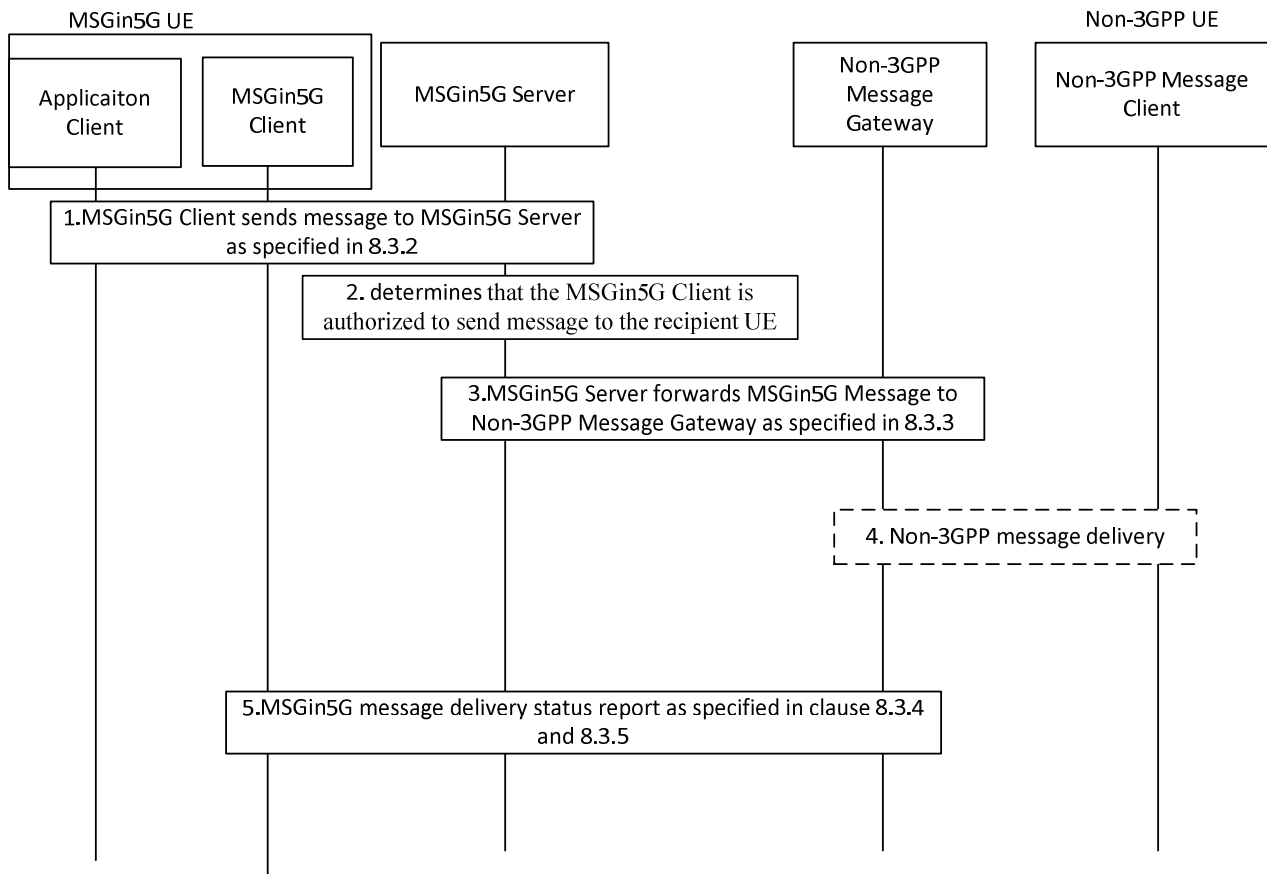 MSGin5G UE
Non-3GPP UE
Applicaiton
Client
MSGin5G
Client
MSGin5G Server
Non-3GPP
Message
Gateway
Non-3GPP Message
Client
1.MSGin5G Client sends message to MSGin5G Server
as specified in 8.3.2
2. determines that the MSGin5G Client is
authorized to send message to the recipient UE
3.MSGin5G Server forwards MSGin5G Message to
Non-3GPP Message Gateway as specified in 8.3.3
4. Non-3GPP message delivery
5.MSGin5G message delivery status report as specified in clause 8.3.4
and 8.3.5